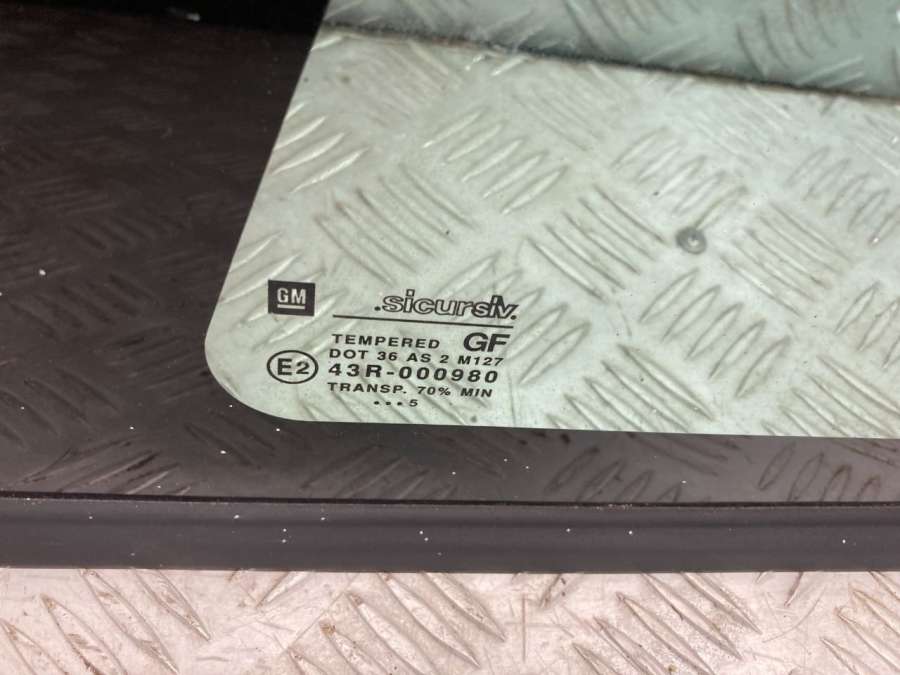 GM
.sicursiv.
TEMPERED GF
DOT 36 AS 2 M127
E2 43R-000980
TRANSP. 70% MIN
•••5